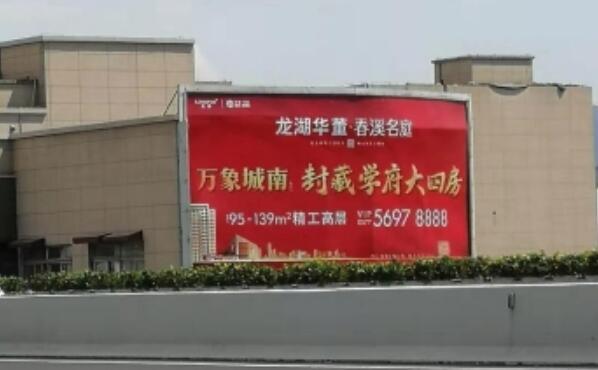 龙湖华董·春溪名庭
万象城南 封藏学府大四房
95-139m²精工高层 VIP 5697 8888